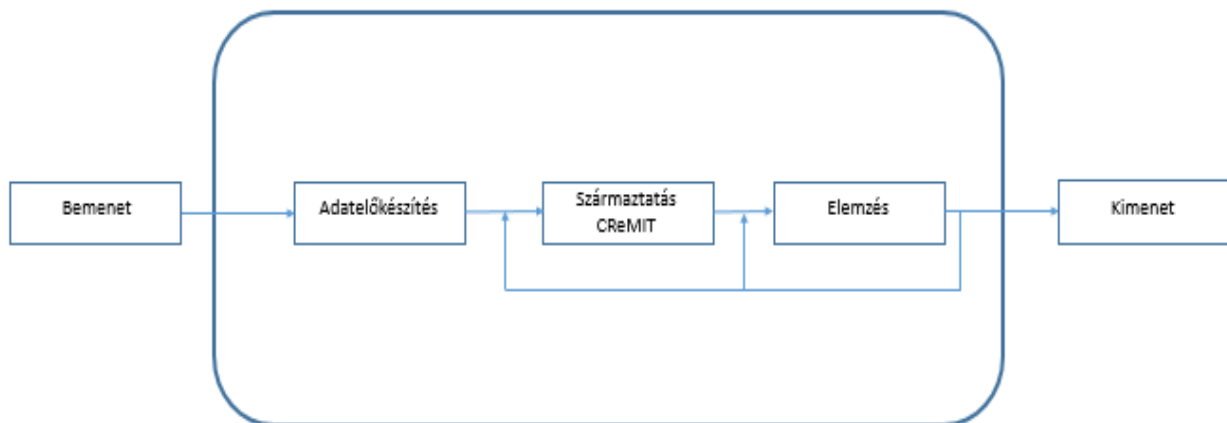 Bemenet
Adatelőkészítés
Származtatás
CReMIT
Elemzés
Kimenet